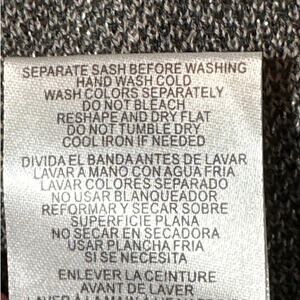 SEPARATE SASH BEFORE WASHING
HAND WASH COLD
WASH COLORS SEPARATELY
DO NOT BLEACH
RESHAPE AND DRY FLAT
DO NOT TUMBLE DRY
COOL IRON IF NEEDED
DIVIDA EL BANDA ANTES DE LAVAR
LAVAR A MANO CON AGUA FRIA
LAVAR COLORES SEPARADO
NO USAR BLANQUEADOR
REFORMAR Y SECAR SOBRE
SUPERFICIE PLANA
NO SECAR EN SECADORA
USAR PLANCHA FRIA
SI SE NECESITA
ENLEVER LA CEINTURE
AVANT DE LAVER